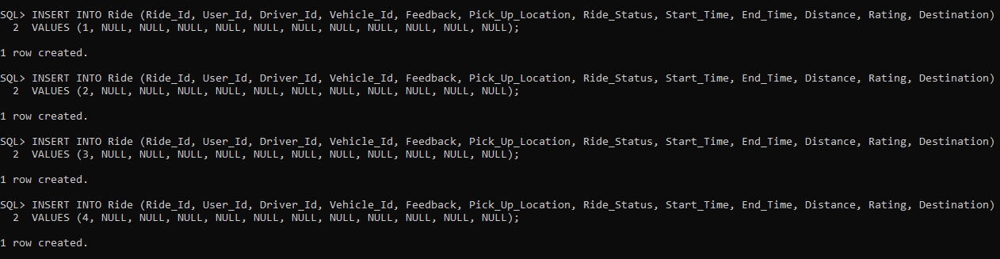 SQL> INSERT INTO Ride (Ride_Id, User_Id, Driver_Id, Vehicle_Id, Feedback, Pick_Up_Location, Ride_Status, Start_Time, End_Time, Distance, Rating, Destination)
  2  VALUES (1, NULL, NULL, NULL, NULL, NULL, NULL, NULL, NULL, NULL, NULL, NULL);
1 row created.
SQL> INSERT INTO Ride (Ride_Id, User_Id, Driver_Id, Vehicle_Id, Feedback, Pick_Up_Location, Ride_Status, Start_Time, End_Time, Distance, Rating, Destination)
  2  VALUES (2, NULL, NULL, NULL, NULL, NULL, NULL, NULL, NULL, NULL, NULL, NULL);
1 row created.
SQL> INSERT INTO Ride (Ride_Id, User_Id, Driver_Id, Vehicle_Id, Feedback, Pick_Up_Location, Ride_Status, Start_Time, End_Time, Distance, Rating, Destination)
  2  VALUES (3, NULL, NULL, NULL, NULL, NULL, NULL, NULL, NULL, NULL, NULL, NULL);
1 row created.
SQL> INSERT INTO Ride (Ride_Id, User_Id, Driver_Id, Vehicle_Id, Feedback, Pick_Up_Location, Ride_Status, Start_Time, End_Time, Distance, Rating, Destination)
  2  VALUES (4, NULL, NULL, NULL, NULL, NULL, NULL, NULL, NULL, NULL, NULL, NULL);
1 row created.